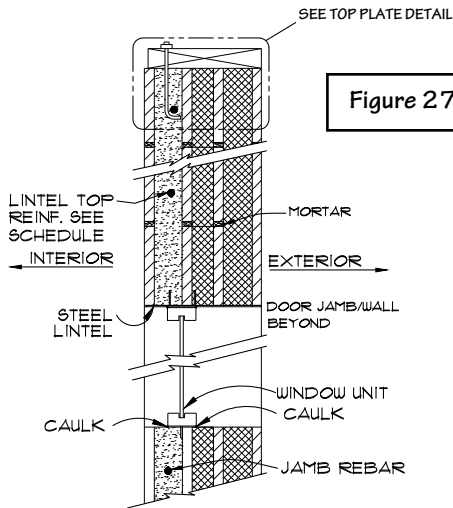 SEE TOP PLATE DETAIL
Figure 27
LINTEL TOP
REINF. SEE
SCHEDULE
MORTAR
INTERIOR
EXTERIOR
STEEL
LINTEL
DOOR JAMB/WALL
BEYOND
WINDOW UNIT
CAULK
CAULK
JAMB REBAR